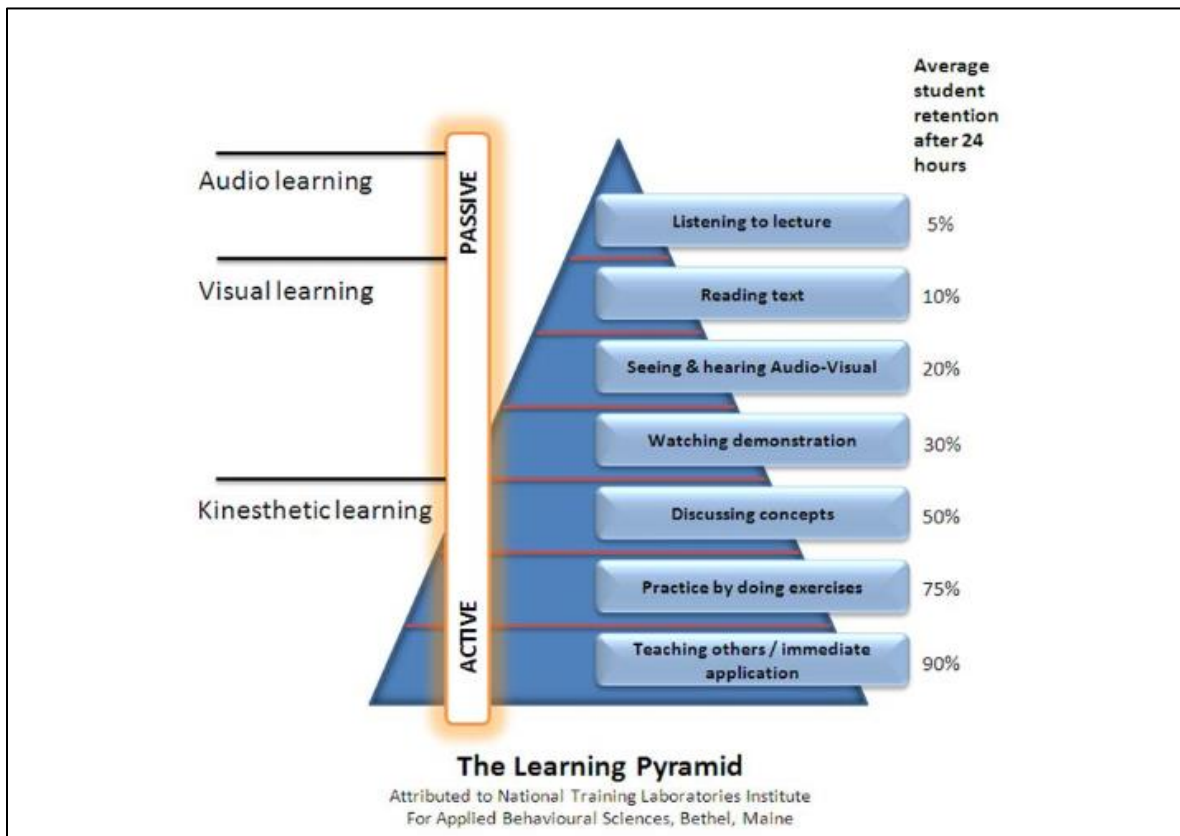 Average
student
retention
after 24
hours
Audio learning
PASSIVE
Listening to lecture 5%
Visual learning
Reading text 10%
Seeing & hearing Audio-Visual 20%
Watching demonstration 30%
Kinesthetic learning
Discussing concepts 50%
ACTIVE
Practice by doing exercises 75%
Teaching others / immediate
application
90%
The Learning Pyramid
Attributed to National Training Laboratories Institute
For Applied Behavioural Sciences, Bethel, Maine